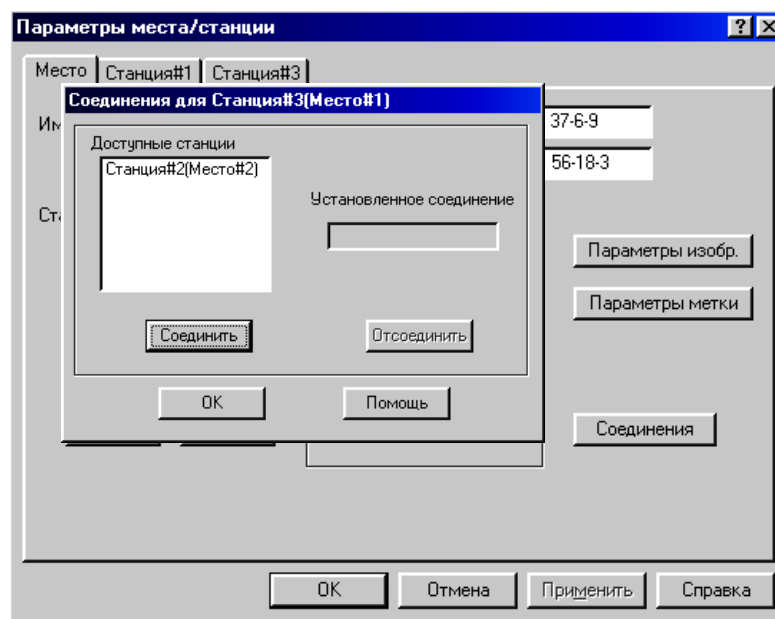 Параметры места/станции
Место Станция#1 Станция#3
Соединения для Станция#3(Место#1)
Им
37-6-9
Доступные станции
56-18-3
Станция#2(Место#2)
Установленное соединение
Ст
Параметры изобр.
Параметры метки
Соединить Отсоединить
OK Помощь
Соединения
OK Отмена Применить Справка